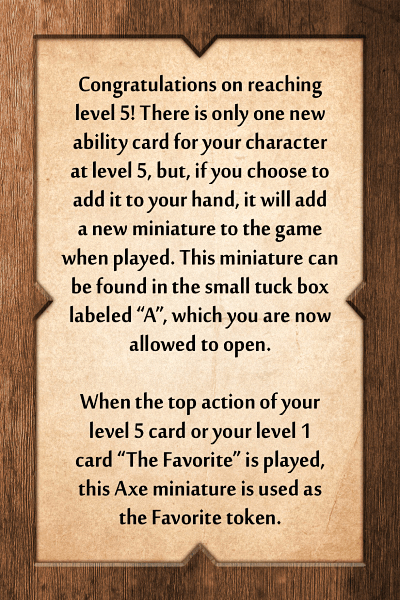 Congratulations on reaching
level 5! There is only one new
ability card for your character
at level 5, but, if you choose to
add it to your hand, it will add
a new miniature to the game
when played. This miniature can
be found in the small tuck box
labeled “A”, which you are now
allowed to open.
When the top action of your
level 5 card or your level 1
card “The Favorite” is played,
this Axe miniature is used as
the Favorite token.